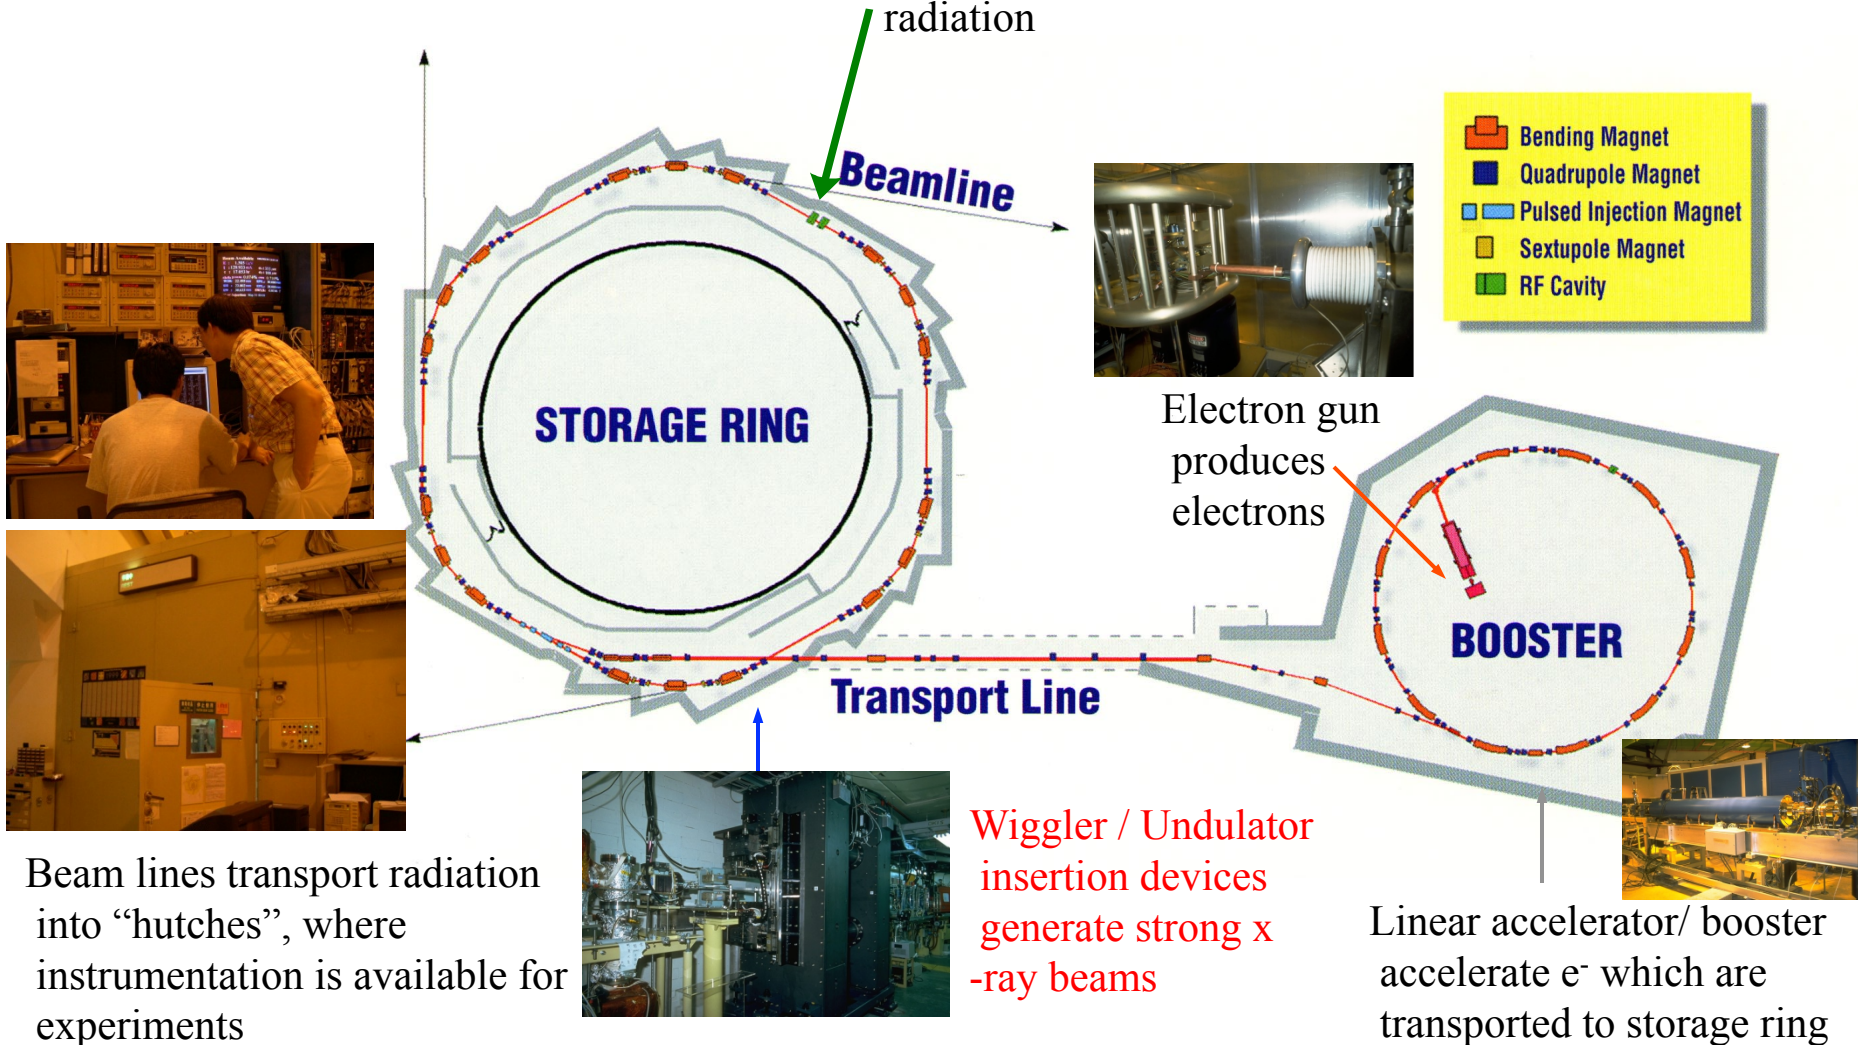 radiation
Beamline
Bending Magnet
Quadrupole Magnet
Pulsed Injection Magnet
Sextupole Magnet
RF Cavity
STORAGE RING
Electron gun
produces
electrons
BOOSTER
Transport Line
Wiggler / Undulator
insertion devices
generate strong x
-ray beams
Beam lines transport radiation
into “hutches”, where
instrumentation is available for
experiments
Linear accelerator/ booster
accelerate e- which are
transported to storage ring